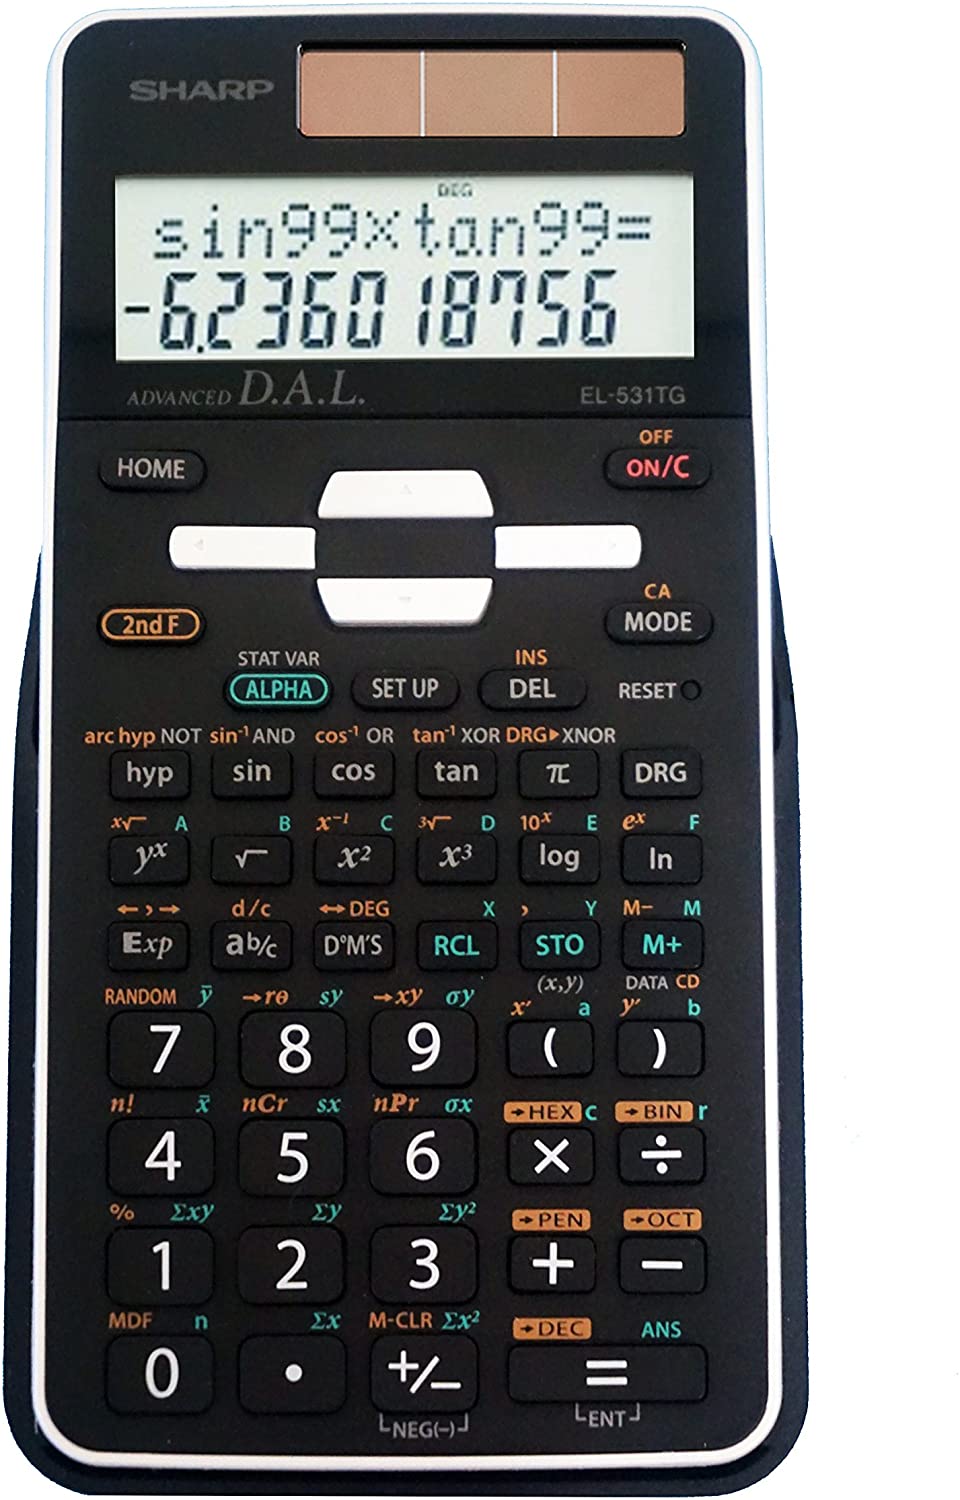 SHARP
DEG
sin99×tan99=
-6.236018756
ADVANCED D.A.L. EL-531TG
OFF
HOME ON/C
CA
2nd F MODE
STAT VAR INS
ALPHA SET UP DEL RESET
arc hyp NOT sin⁻¹ AND cos⁻¹ OR tan⁻¹ XOR DRG▶XNOR
hyp sin cos tan π DRG
ˣ√ A B x⁻¹ C ³√ D 10ˣ E eˣ F
yˣ √ x² x³ log ln
←,→ d/c ↔DEG X , Y M− M
Exp ab/c D°M'S RCL STO M+
(x,y) DATA CD
RANDOM ȳ →rθ sy →xy σy x′ a y′ b
7 8 9 ( )
n! x̄ nCr sx nPr σx →HEX c →BIN r
4 5 6 × ÷
% Σxy Σy Σy² →PEN →OCT
1 2 3 + −
MDF n Σx M-CLR Σx² →DEC ANS
0 • +/− =
NEG(−) ENT